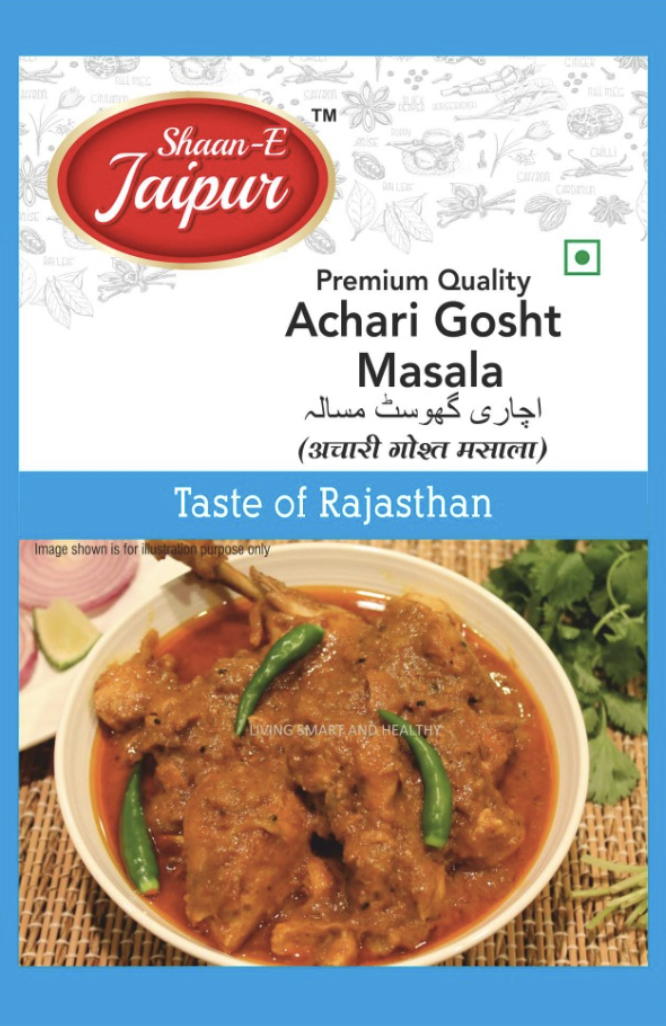 Shaan-E
Jaipur
TM
Premium Quality
Achari Gosht
Masala
اچاری گھوسٹ مسالہ
(अचारी गोश्त मसाला)
Taste of Rajasthan
Image shown is for illustration purpose only
LIVING SMART AND HEALTHY